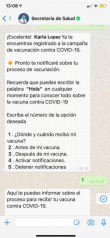 13:08
Secretaría de Salud
¡Excelente! Karla Lopez Ya te
encuentras registrado a la campaña
de vacunación contra COVID-19.
Pronto te notificaré sobre tu
proceso de vacunación.
Recuerda que puedes escribir la
palabra "Hola" en cualquier
momento para conocer todo sobre
la vacuna contra COVID-19.
Escribe el número de la opción
deseada
1. ¿Dónde y cuándo recibo mi
vacuna?
2. Antes de mi vacuna.
3. Después de mi vacuna.
4. Activar notificaciones.
5. Detener notificaciones
1
Aquí te puedes informar sobre el
proceso para recibir tu vacuna
contra COVID-19.